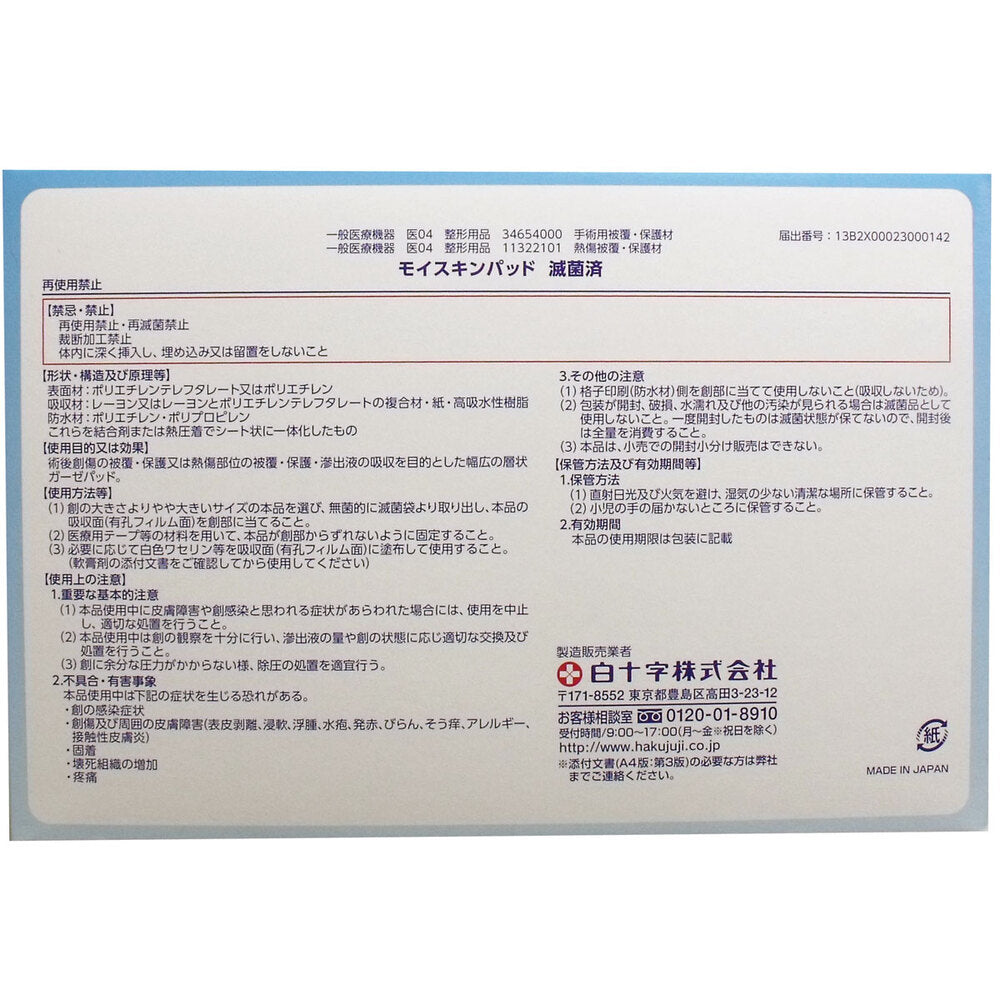 一般医療機器 医04 整形用品 34654000 手術用被覆・保護材
一般医療機器 医04 整形用品 11322101 熱傷被覆・保護材
届出番号：13B2X00023000142
モイスキンパッド 滅菌済
再使用禁止
【禁忌・禁止】
再使用禁止・再滅菌禁止
裁断加工禁止
体内に深く挿入し、埋め込み又は留置をしないこと
【形状・構造及び原理等】
表面材：ポリエチレンテレフタレート又はポリエチレン
吸収材：レーヨン又はレーヨンとポリエチレンテレフタレートの複合材・紙・高吸水性樹脂
防水材：ポリエチレン・ポリプロピレン
これらを結合剤または熱圧着でシート状に一体化したもの
【使用目的又は効果】
術後創傷の被覆・保護又は熱傷部位の被覆・保護・滲出液の吸収を目的とした幅広の層状
ガーゼパッド。
【使用方法等】
(1) 創の大きさよりやや大きいサイズの本品を選び、無菌的に滅菌袋より取り出し、本品の
吸収面(有孔フィルム面)を創部に当てること。
(2) 医療用テープ等の材料を用いて、本品が創部からずれないように固定すること。
(3) 必要に応じて白色ワセリン等を吸収面(有孔フィルム面)に塗布して使用すること。
(軟膏剤の添付文書をご確認してから使用してください)
【使用上の注意】
1.重要な基本的注意
(1) 本品使用中に皮膚障害や創感染と思われる症状があらわれた場合には、使用を中止
し、適切な処置を行うこと。
(2) 本品使用中は創の観察を十分に行い、滲出液の量や創の状態に応じ適切な交換及び
処置を行うこと。
(3) 創に余分な圧力がかからない様、除圧の処置を適宜行う。
2.不具合・有害事象
本品使用中は下記の症状を生じる恐れがある。
・創の感染症状
・創傷及び周囲の皮膚障害(表皮剥離、浸軟、浮腫、水疱、発赤、びらん、そう痒、アレルギー、
接触性皮膚炎)
・固着
・壊死組織の増加
・疼痛
3.その他の注意
(1) 格子印刷(防水材)側を創部に当てて使用しないこと(吸収しないため)。
(2) 包装が開封、破損、水濡れ及び他の汚染が見られる場合は滅菌品として
使用しないこと。一度開封したものは滅菌状態が保てないので、開封後
は全量を消費すること。
(3) 本品は、小売での開封小分け販売はできない。
【保管方法及び有効期間等】
1.保管方法
(1) 直射日光及び火気を避け、湿気の少ない清潔な場所に保管すること。
(2) 小児の手の届かないところに保管すること。
2.有効期間
本品の使用期限は包装に記載
製造販売業者
白十字株式会社
〒171-8552 東京都豊島区高田3-23-12
お客様相談室 0120-01-8910
受付時間/9:00~17:00(月~金※祝日を除く)
http://www.hakujuji.co.jp
※添付文書(A4版：第3版)の必要な方は弊社
までご連絡ください。
紙
MADE IN JAPAN